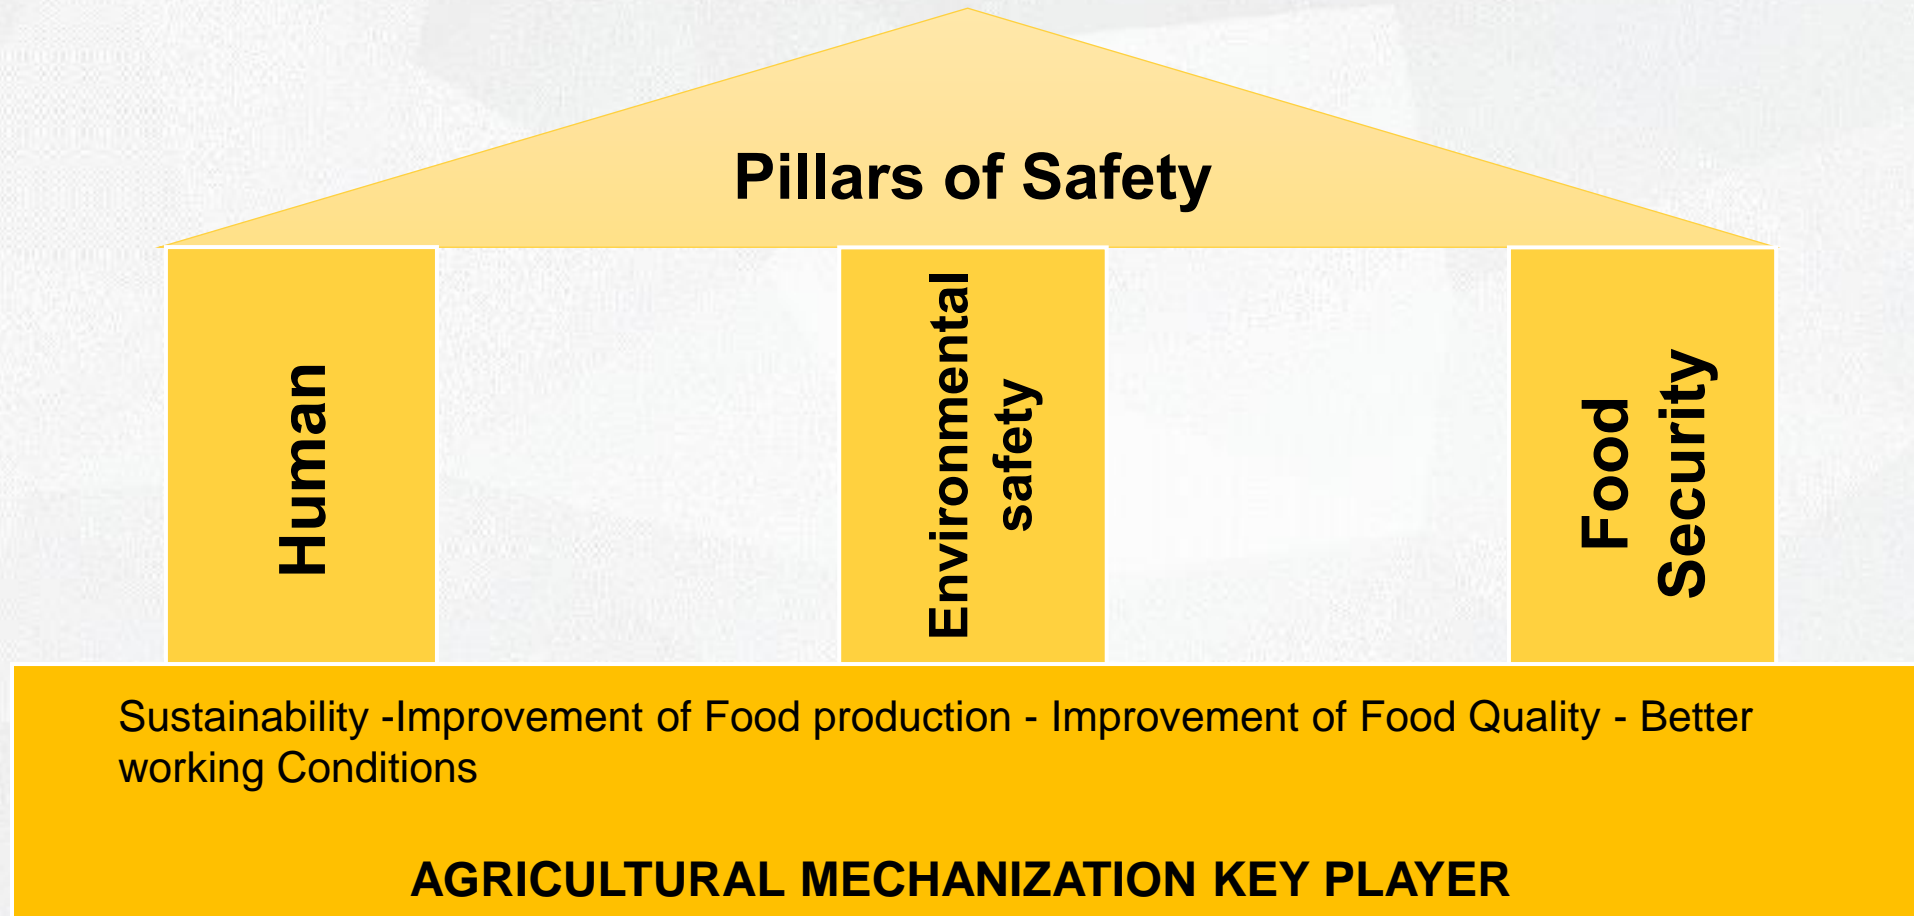 Pillars of Safety
Human
Environmental
safety
Food
Security
Sustainability -Improvement of Food production - Improvement of Food Quality - Better
working Conditions
AGRICULTURAL MECHANIZATION KEY PLAYER